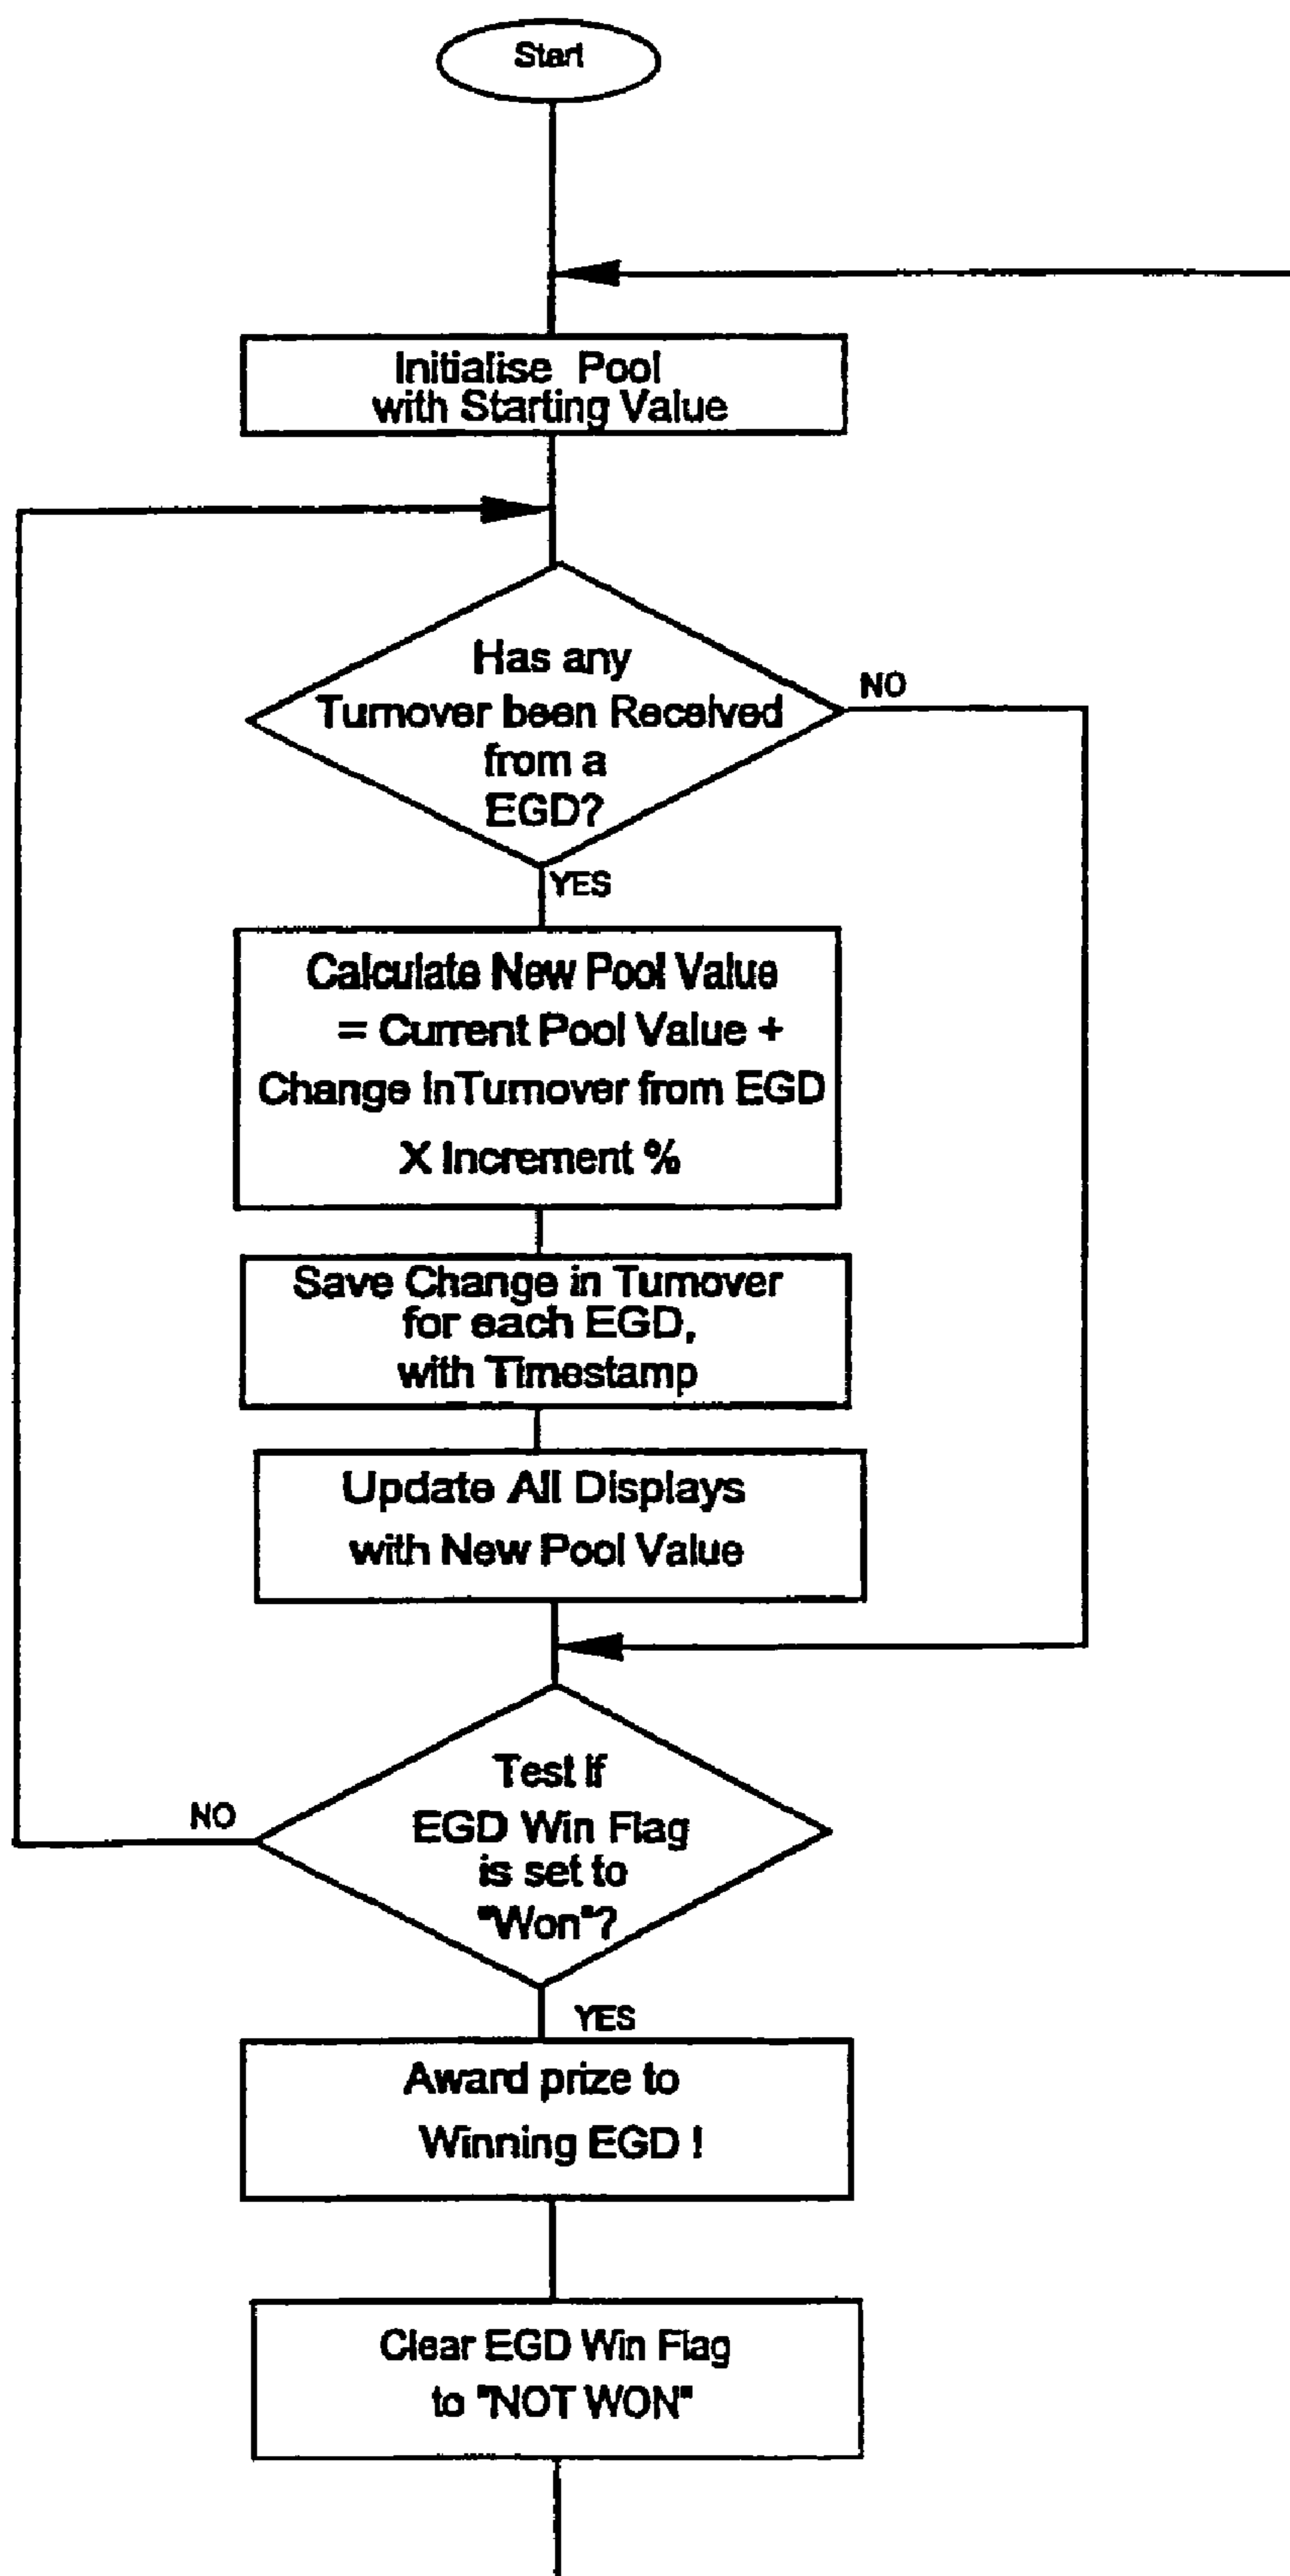 Start
Initialise Pool
with Starting Value
Has any
Turnover been Received
from a
EGD?
NO
YES
Calculate New Pool Value
= Current Pool Value +
Change inTurnover from EGD
X Increment %
Save Change in Turnover
for each EGD,
with Timestamp
Update All Displays
with New Pool Value
Test if
EGD Win Flag
is set to
"Won"?
NO
YES
Award prize to
Winning EGD !
Clear EGD Win Flag
to "NOT WON"